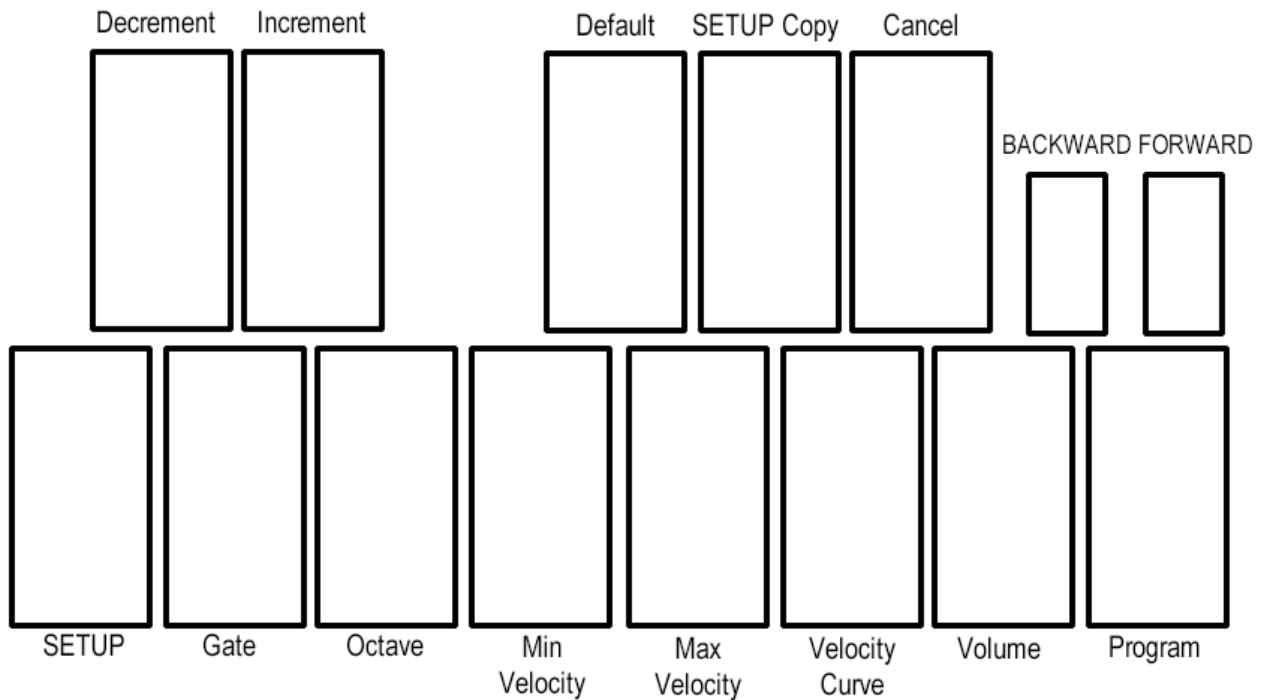 Decrement Increment Default SETUP Copy Cancel
BACKWARD FORWARD
SETUP Gate Octave Min Max Velocity Volume Program
Velocity Velocity Curve